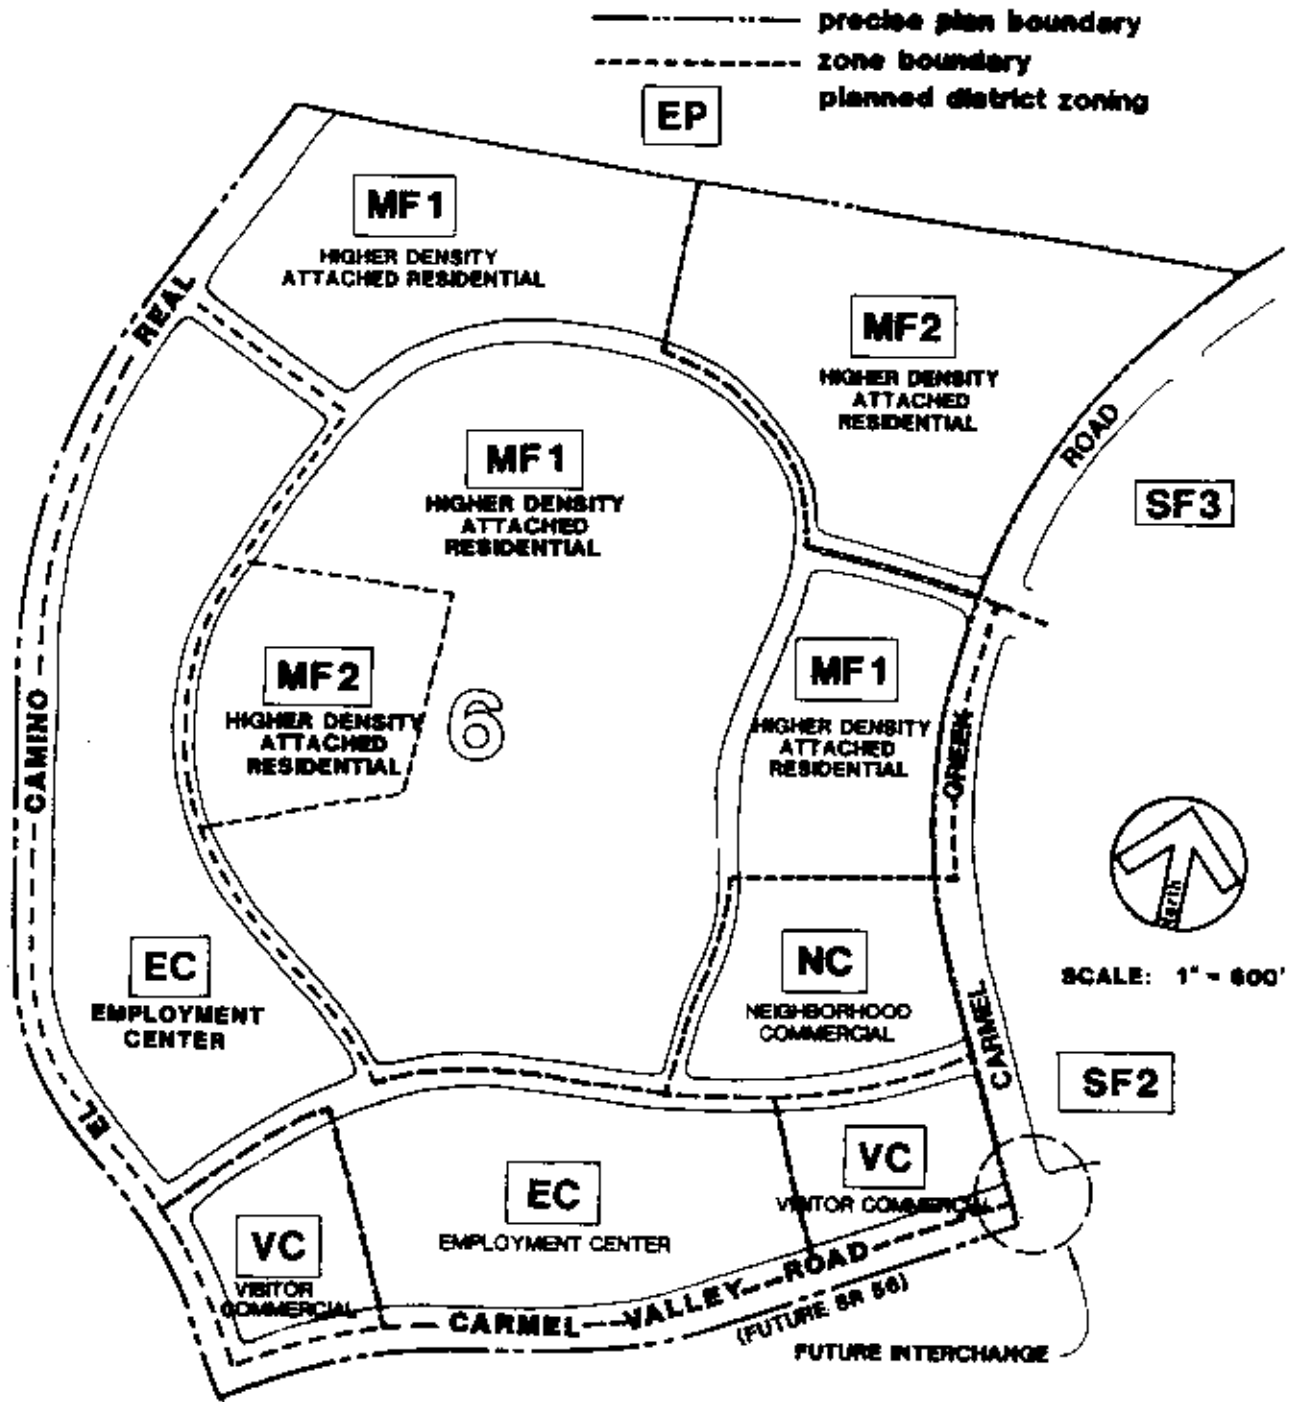 precise plan boundary
zone boundary
planned district zoning
EP
MF1
HIGHER DENSITY
ATTACHED RESIDENTIAL
REAL
MF2
HIGHER DENSITY
ATTACHED
RESIDENTIAL
ROAD
MF1
HIGHER DENSITY
ATTACHED
RESIDENTIAL
SF3
MF2
HIGHER DENSITY
ATTACHED
RESIDENTIAL
6
MF1
HIGHER DENSITY
ATTACHED
RESIDENTIAL
CREEK
CAMINO
North
EC
EMPLOYMENT
CENTER
NC
NEIGHBORHOOD
COMMERCIAL
SCALE: 1" = 600'
CARMEL
SF2
EL
VC
VISITOR COMMERCIAL
EC
EMPLOYMENT CENTER
VC
VISITOR
COMMERCIAL
CARMEL VALLEY ROAD
(FUTURE SR 56)
FUTURE INTERCHANGE